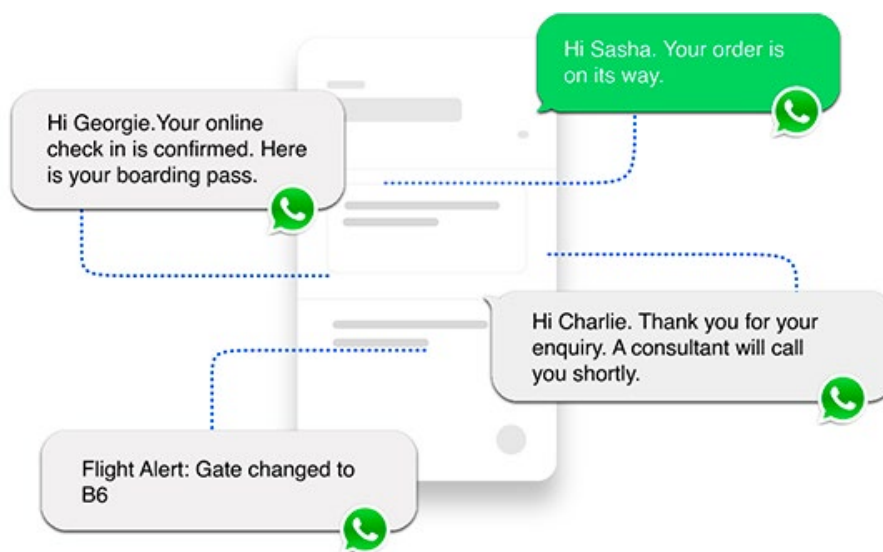 Hi Sasha. Your order is
on its way.
Hi Georgie.Your online
check in is confirmed. Here
is your boarding pass.
Hi Charlie. Thank you for your
enquiry. A consultant will call
you shortly.
Flight Alert: Gate changed to
B6